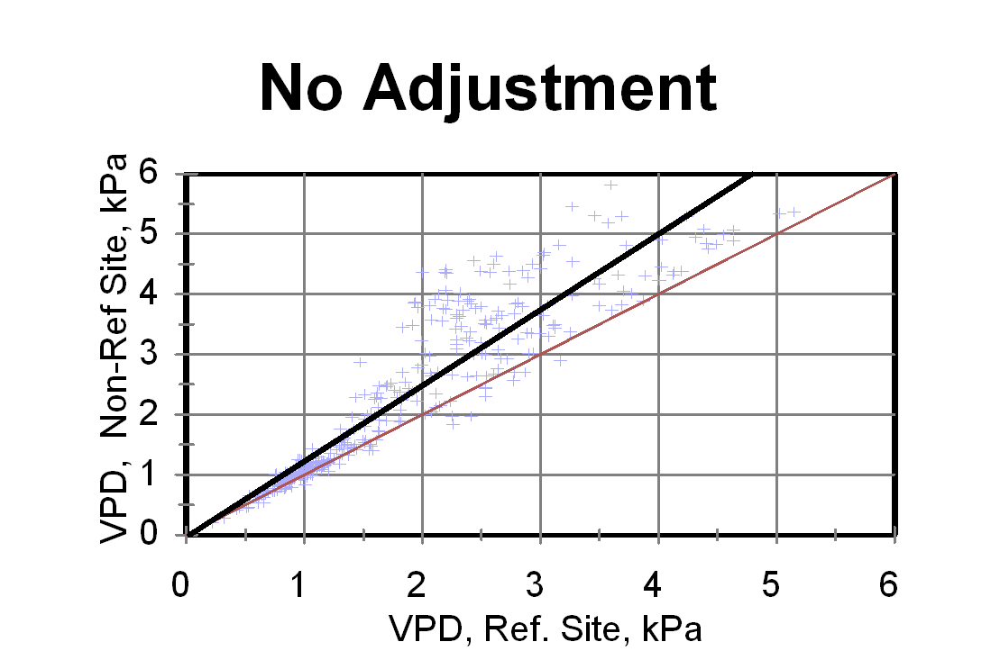 No Adjustment
VPD, Non-Ref Site, kPa
6
5
4
3
2
1
0
0 1 2 3 4 5 6
VPD, Ref. Site, kPa